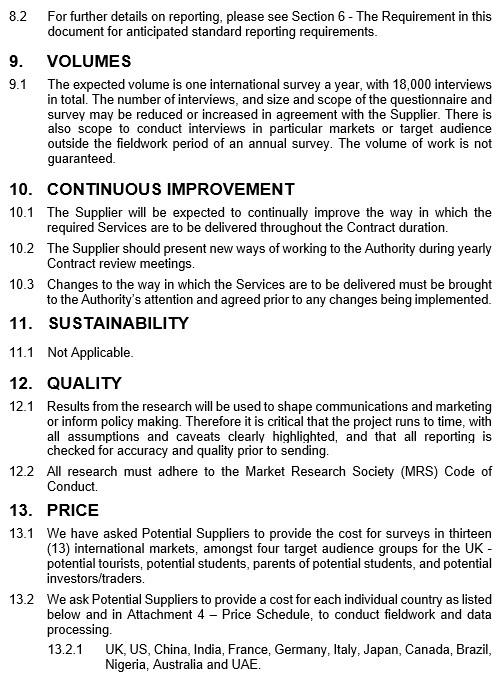 8.2 For further details on reporting, please see Section 6 - The Requirement in this
document for anticipated standard reporting requirements.
9. VOLUMES
9.1 The expected volume is one international survey a year, with 18,000 interviews
in total. The number of interviews, and size and scope of the questionnaire and
survey may be reduced or increased in agreement with the Supplier. There is
also scope to conduct interviews in particular markets or target audience
outside the fieldwork period of an annual survey. The volume of work is not
guaranteed.
10. CONTINUOUS IMPROVEMENT
10.1 The Supplier will be expected to continually improve the way in which the
required Services are to be delivered throughout the Contract duration.
10.2 The Supplier should present new ways of working to the Authority during yearly
Contract review meetings.
10.3 Changes to the way in which the Services are to be delivered must be brought
to the Authority's attention and agreed prior to any changes being implemented.
11. SUSTAINABILITY
11.1 Not Applicable.
12. QUALITY
12.1 Results from the research will be used to shape communications and marketing
or inform policy making. Therefore it is critical that the project runs to time, with
all assumptions and caveats clearly highlighted, and that all reporting is
checked for accuracy and quality prior to sending.
12.2 All research must adhere to the Market Research Society (MRS) Code of
Conduct.
13. PRICE
13.1 We have asked Potential Suppliers to provide the cost for surveys in thirteen
(13) international markets, amongst four target audience groups for the UK -
potential tourists, potential students, parents of potential students, and potential
investors/traders.
13.2 We ask Potential Suppliers to provide a cost for each individual country as listed
below and in Attachment 4 – Price Schedule, to conduct fieldwork and data
processing.
13.2.1 UK, US, China, India, France, Germany, Italy, Japan, Canada, Brazil,
Nigeria, Australia and UAE.